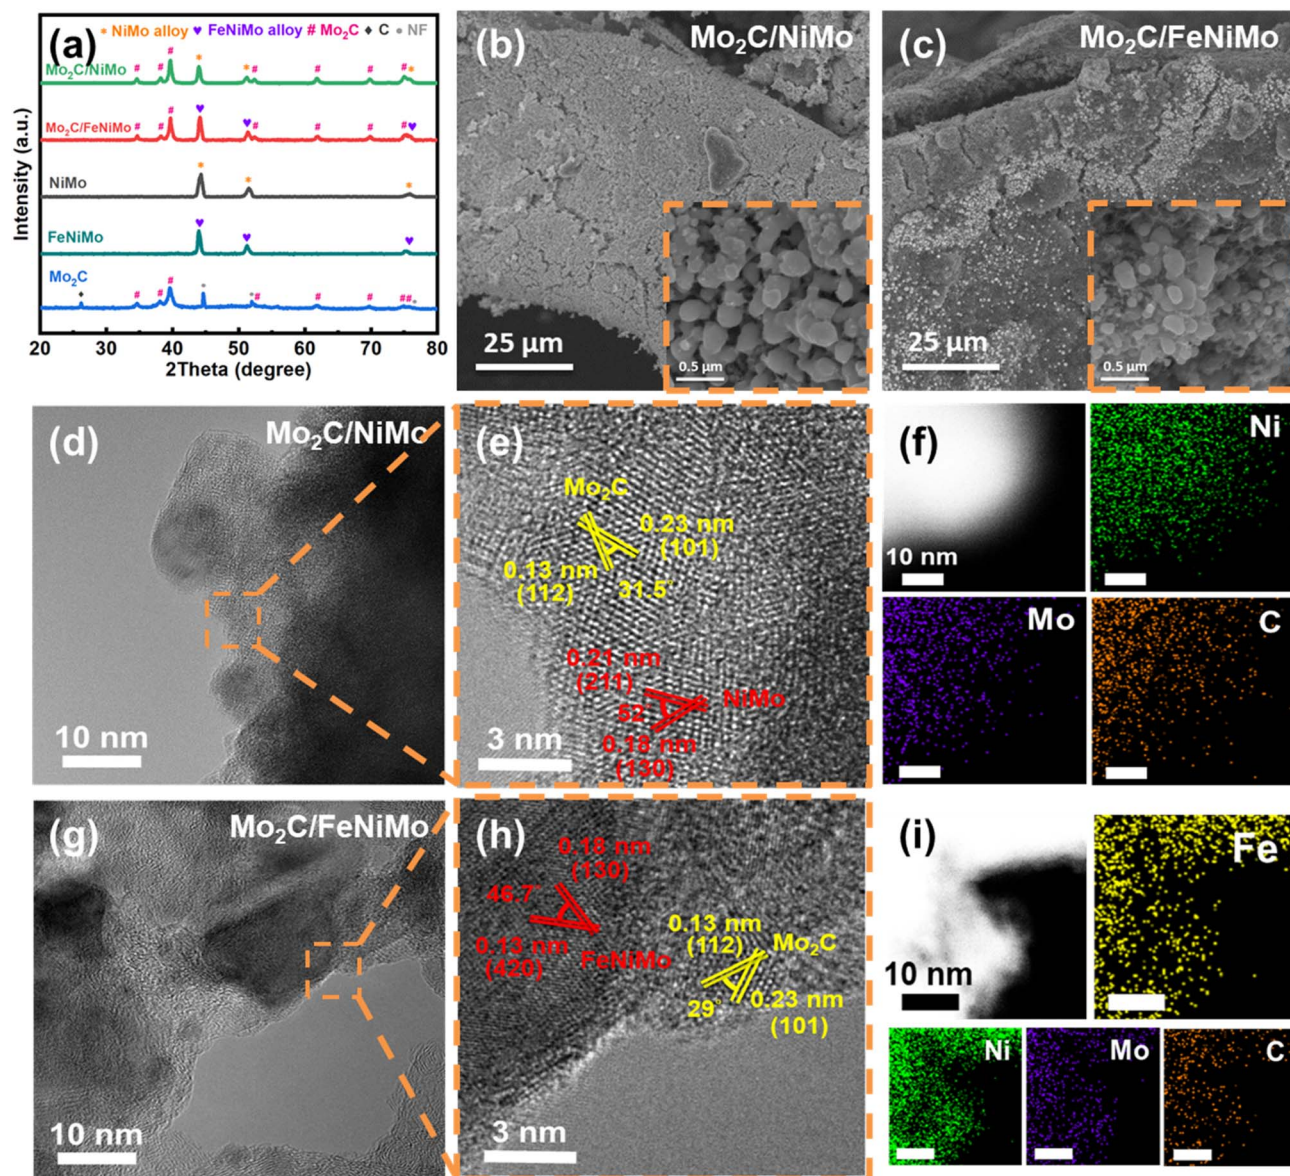 (a)
* NiMo alloy ♥ FeNiMo alloy # Mo₂C ♦ C ● NF
Mo₂C/NiMo
# # # * * # # # # *
Mo₂C/FeNiMo
# # # ♥ ♥ # # # # ♥
NiMo
* * *
FeNiMo
♥ ♥ ♥
Mo₂C
♦ # # # ● ● # # # # # ●
Intensity (a.u.)
20 30 40 50 60 70 80
2Theta (degree)
(b) Mo₂C/NiMo
25 μm
0.5 μm
(c) Mo₂C/FeNiMo
25 μm
0.5 μm
(d) Mo₂C/NiMo
10 nm
(e)
Mo₂C
0.23 nm
(101)
0.13 nm
(112)
31.5°
0.21 nm
(211)
NiMo
52°
0.18 nm
(130)
3 nm
(f)
10 nm
Ni
Mo
C
(g) Mo₂C/FeNiMo
10 nm
(h)
0.18 nm
(130)
46.7°
0.13 nm
(420)
FeNiMo
0.13 nm
(112)
Mo₂C
29°
0.23 nm
(101)
3 nm
(i)
10 nm
Fe
Ni
Mo
C